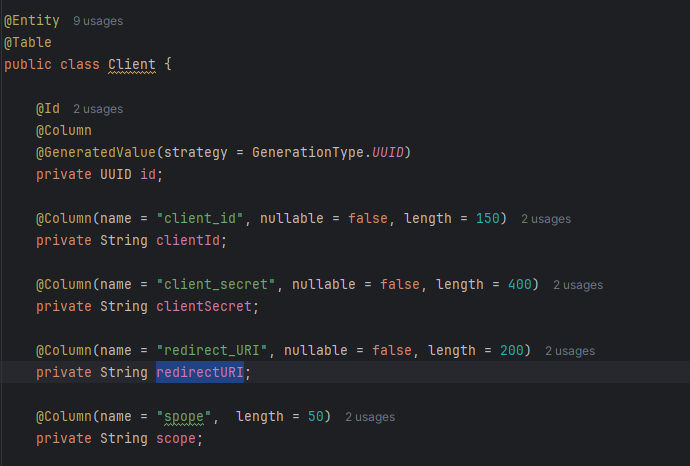 @Entity 9 usages
@Table
public class Client {
@Id 2 usages
@Column
@GeneratedValue(strategy = GenerationType.UUID)
private UUID id;
@Column(name = "client_id", nullable = false, length = 150) 2 usages
private String clientId;
@Column(name = "client_secret", nullable = false, length = 400) 2 usages
private String clientSecret;
@Column(name = "redirect_URI", nullable = false, length = 200) 2 usages
private String redirectURI;
@Column(name = "spope",  length = 50) 2 usages
private String scope;